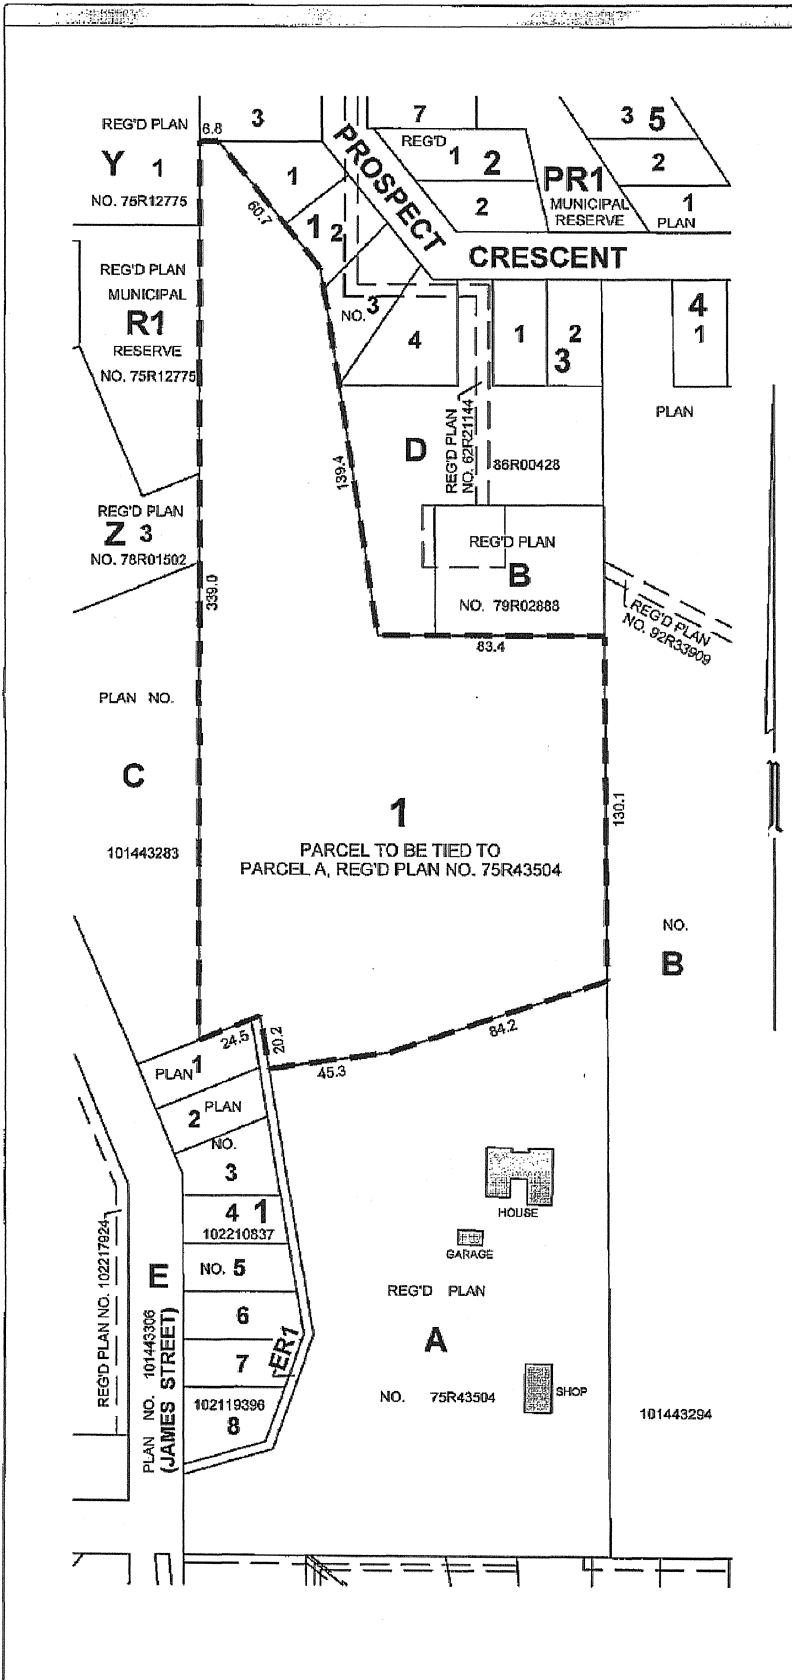 REG'D PLAN
Y 1
NO. 75R12775
6.8
3
7
REG'D
1 2
2
3 5
2
1
PLAN
PR1
MUNICIPAL
RESERVE
PROSPECT
CRESCENT
60.7
1
1 2
NO. 3
4
1
2
3
4
1
REG'D PLAN
MUNICIPAL
R1
RESERVE
NO. 75R12775
PLAN
D
REG'D PLAN
NO. 62R21144
86R00428
139.4
REG'D PLAN
Z 3
NO. 78R01502
339.0
REG'D PLAN
B
NO. 79R02888
83.4
REG'D PLAN
NO. 92R33909
PLAN NO.
C
101443283
1
PARCEL TO BE TIED TO
PARCEL A, REG'D PLAN NO. 75R43504
130.1
NO.
B
24.5
20.2
45.3
84.2
PLAN 1
2 PLAN
NO.
3
4 1
102210837
NO. 5
6
7
ER1
102119396
8
REG'D PLAN NO. 102217924
E
PLAN NO. 101443306
(JAMES STREET)
HOUSE
GARAGE
REG'D PLAN
A
NO. 75R43504
SHOP
101443294